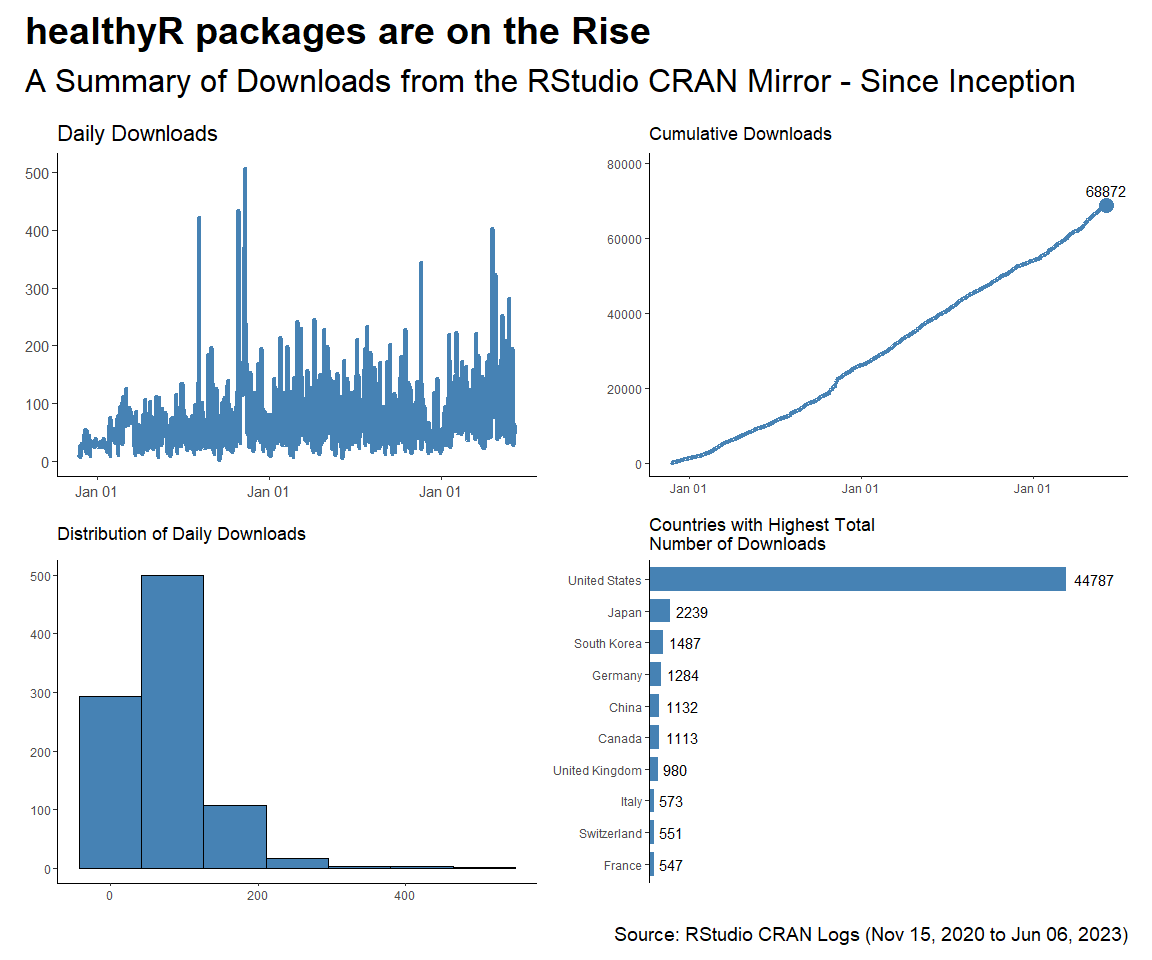 healthyR packages are on the Rise
A Summary of Downloads from the RStudio CRAN Mirror - Since Inception
Daily Downloads
500
400
300
200
100
0
Jan 01 Jan 01 Jan 01
Cumulative Downloads
80000
60000
40000
20000
0
68872
Jan 01 Jan 01 Jan 01
Distribution of Daily Downloads
500
400
300
200
100
0
0 200 400
Countries with Highest Total
Number of Downloads
United States 44787
Japan 2239
South Korea 1487
Germany 1284
China 1132
Canada 1113
United Kingdom 980
Italy 573
Switzerland 551
France 547
Source: RStudio CRAN Logs (Nov 15, 2020 to Jun 06, 2023)